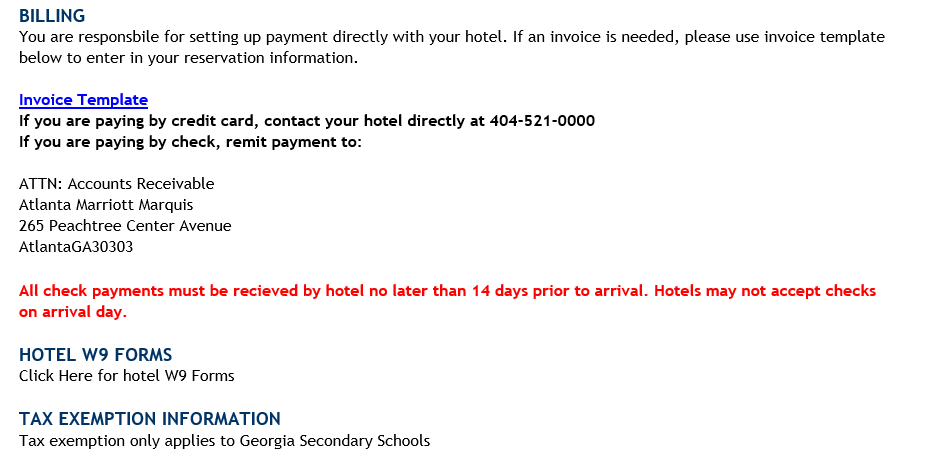 BILLING
You are responsbile for setting up payment directly with your hotel. If an invoice is needed, please use invoice template
below to enter in your reservation information.
Invoice Template
If you are paying by credit card, contact your hotel directly at 404-521-0000
If you are paying by check, remit payment to:
ATTN: Accounts Receivable
Atlanta Marriott Marquis
265 Peachtree Center Avenue
AtlantaGA30303
All check payments must be recieved by hotel no later than 14 days prior to arrival. Hotels may not accept checks
on arrival day.
HOTEL W9 FORMS
Click Here for hotel W9 Forms
TAX EXEMPTION INFORMATION
Tax exemption only applies to Georgia Secondary Schools